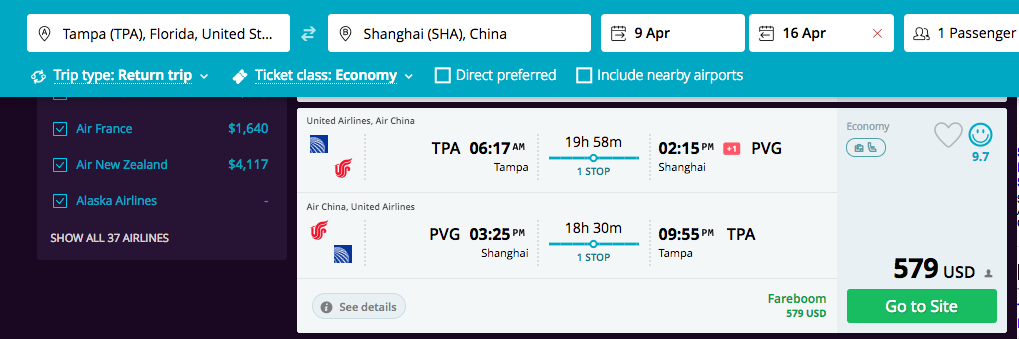 Tampa (TPA), Florida, United St...
Shanghai (SHA), China
9 Apr
16 Apr
1 Passenger
Trip type: Return trip
Ticket class: Economy
Direct preferred
Include nearby airports
Air France $1,640
Air New Zealand $4,117
Alaska Airlines -
SHOW ALL 37 AIRLINES
United Airlines, Air China
TPA 06:17 AM
Tampa
19h 58m
1 STOP
02:15 PM +1 PVG
Shanghai
Air China, United Airlines
PVG 03:25 PM
Shanghai
18h 30m
1 STOP
09:55 PM TPA
Tampa
See details
Fareboom
579 USD
Economy
9.7
579 USD
Go to Site